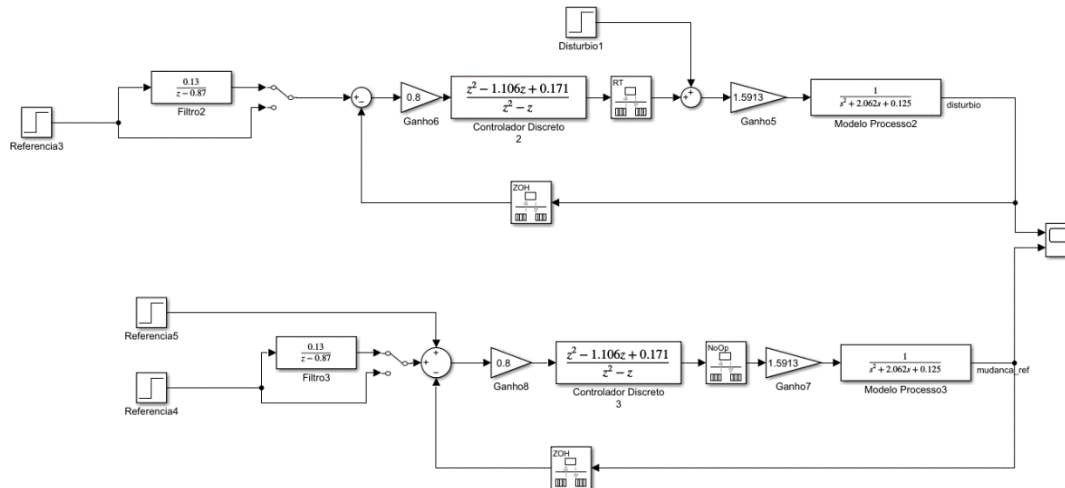 Disturbio1
0.13
z − 0.87
Filtro2
Referencia3
+
−
0.8
Ganho6
z² − 1.106z + 0.171
z² − z
Controlador Discreto
2
RT
+
+
1.5913
Ganho5
1
s² + 2.062s + 0.125
Modelo Processo2
disturbio
ZOH
Referencia5
0.13
z − 0.87
Filtro3
Referencia4
+
+
−
0.8
Ganho8
z² − 1.106z + 0.171
z² − z
Controlador Discreto
3
NoOp
1.5913
Ganho7
1
s² + 2.062s + 0.125
Modelo Processo3
mudanca_ref
ZOH